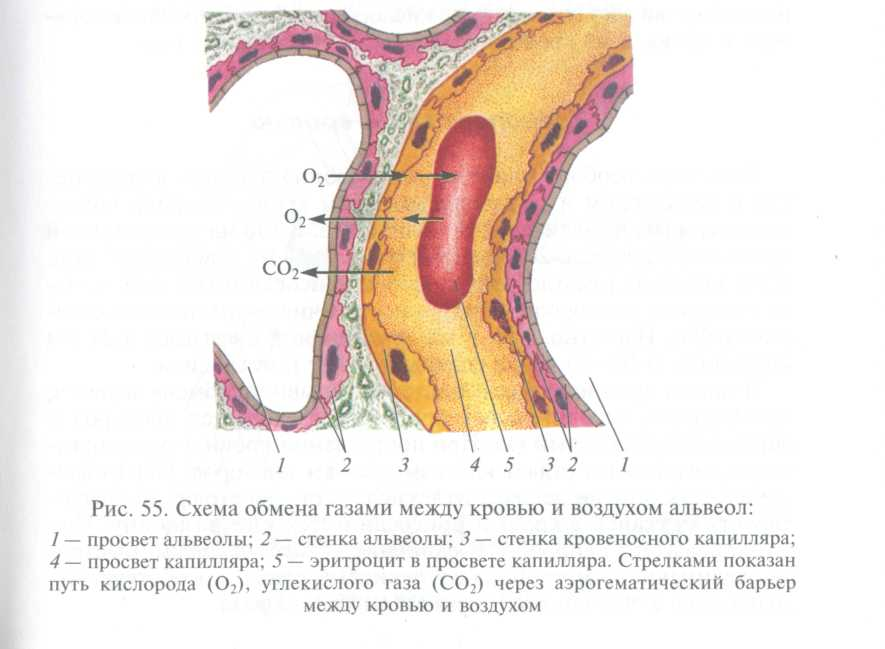 O₂
O₂
CO₂
1 2 3 4 5 3 2 1
Рис. 55. Схема обмена газами между кровью и воздухом альвеол:
1 — просвет альвеолы; 2 — стенка альвеолы; 3 — стенка кровеносного капилляра;
4 — просвет капилляра; 5 — эритроцит в просвете капилляра. Стрелками показан
путь кислорода (O₂), углекислого газа (CO₂) через аэрогематический барьер
между кровью и воздухом